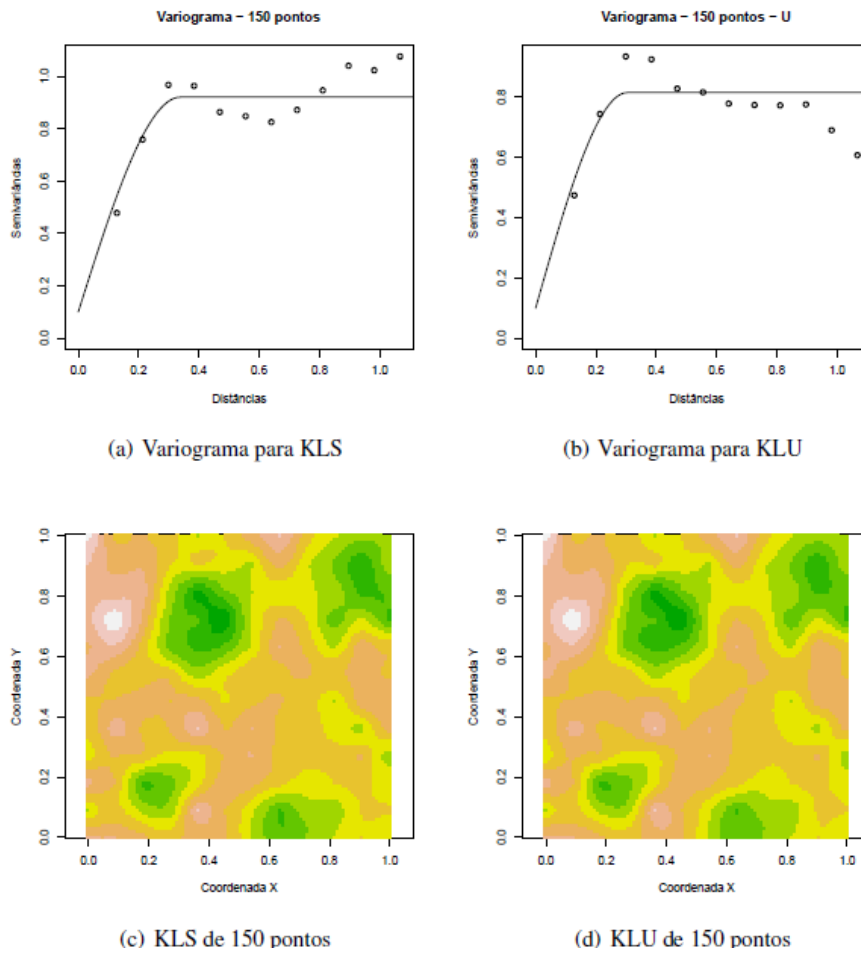 Variograma – 150 pontos
Semivariâncias
0.0 0.2 0.4 0.6 0.8 1.0
0.0 0.2 0.4 0.6 0.8 1.0
Distâncias
(a) Variograma para KLS
Variograma – 150 pontos – U
Semivariâncias
0.0 0.2 0.4 0.6 0.8
0.0 0.2 0.4 0.6 0.8 1.0
Distâncias
(b) Variograma para KLU
Coordenada Y
0.0 0.2 0.4 0.6 0.8 1.0
0.0 0.2 0.4 0.6 0.8 1.0
Coordenada X
(c) KLS de 150 pontos
Coordenada Y
0.0 0.2 0.4 0.6 0.8 1.0
0.0 0.2 0.4 0.6 0.8 1.0
Coordenada X
(d) KLU de 150 pontos